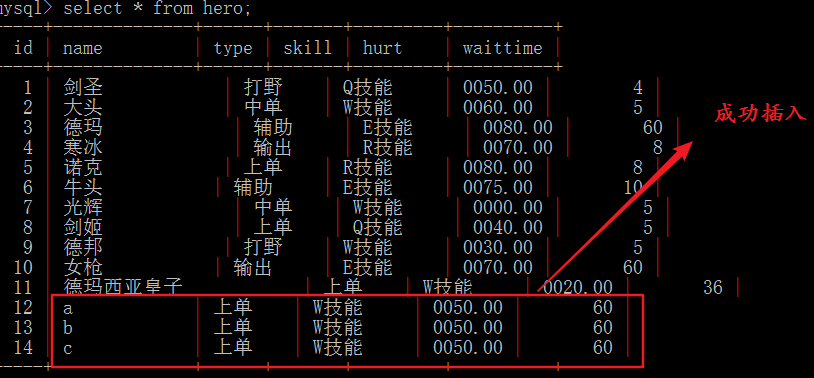 mysql> select * from hero;
id | name | type | skill | hurt | waittime |
1 | 剑圣 | 打野 | Q技能 | 0050.00 | 4 |
2 | 大头 | 中单 | W技能 | 0060.00 | 5 |
3 | 德玛 | 辅助 | E技能 | 0080.00 | 60 |
4 | 寒冰 | 输出 | R技能 | 0070.00 | 8 |
5 | 诺克 | 上单 | R技能 | 0080.00 | 8 |
6 | 牛头 | 辅助 | E技能 | 0075.00 | 10 |
7 | 光辉 | 中单 | W技能 | 0000.00 | 5 |
8 | 剑姬 | 上单 | Q技能 | 0040.00 | 5 |
9 | 德邦 | 打野 | W技能 | 0030.00 | 5 |
10 | 女枪 | 输出 | E技能 | 0070.00 | 60 |
11 | 德玛西亚皇子 | 上单 | W技能 | 0020.00 | 36 |
12 | a | 上单 | W技能 | 0050.00 | 60 |
13 | b | 上单 | W技能 | 0050.00 | 60 |
14 | c | 上单 | W技能 | 0050.00 | 60 |
成功插入